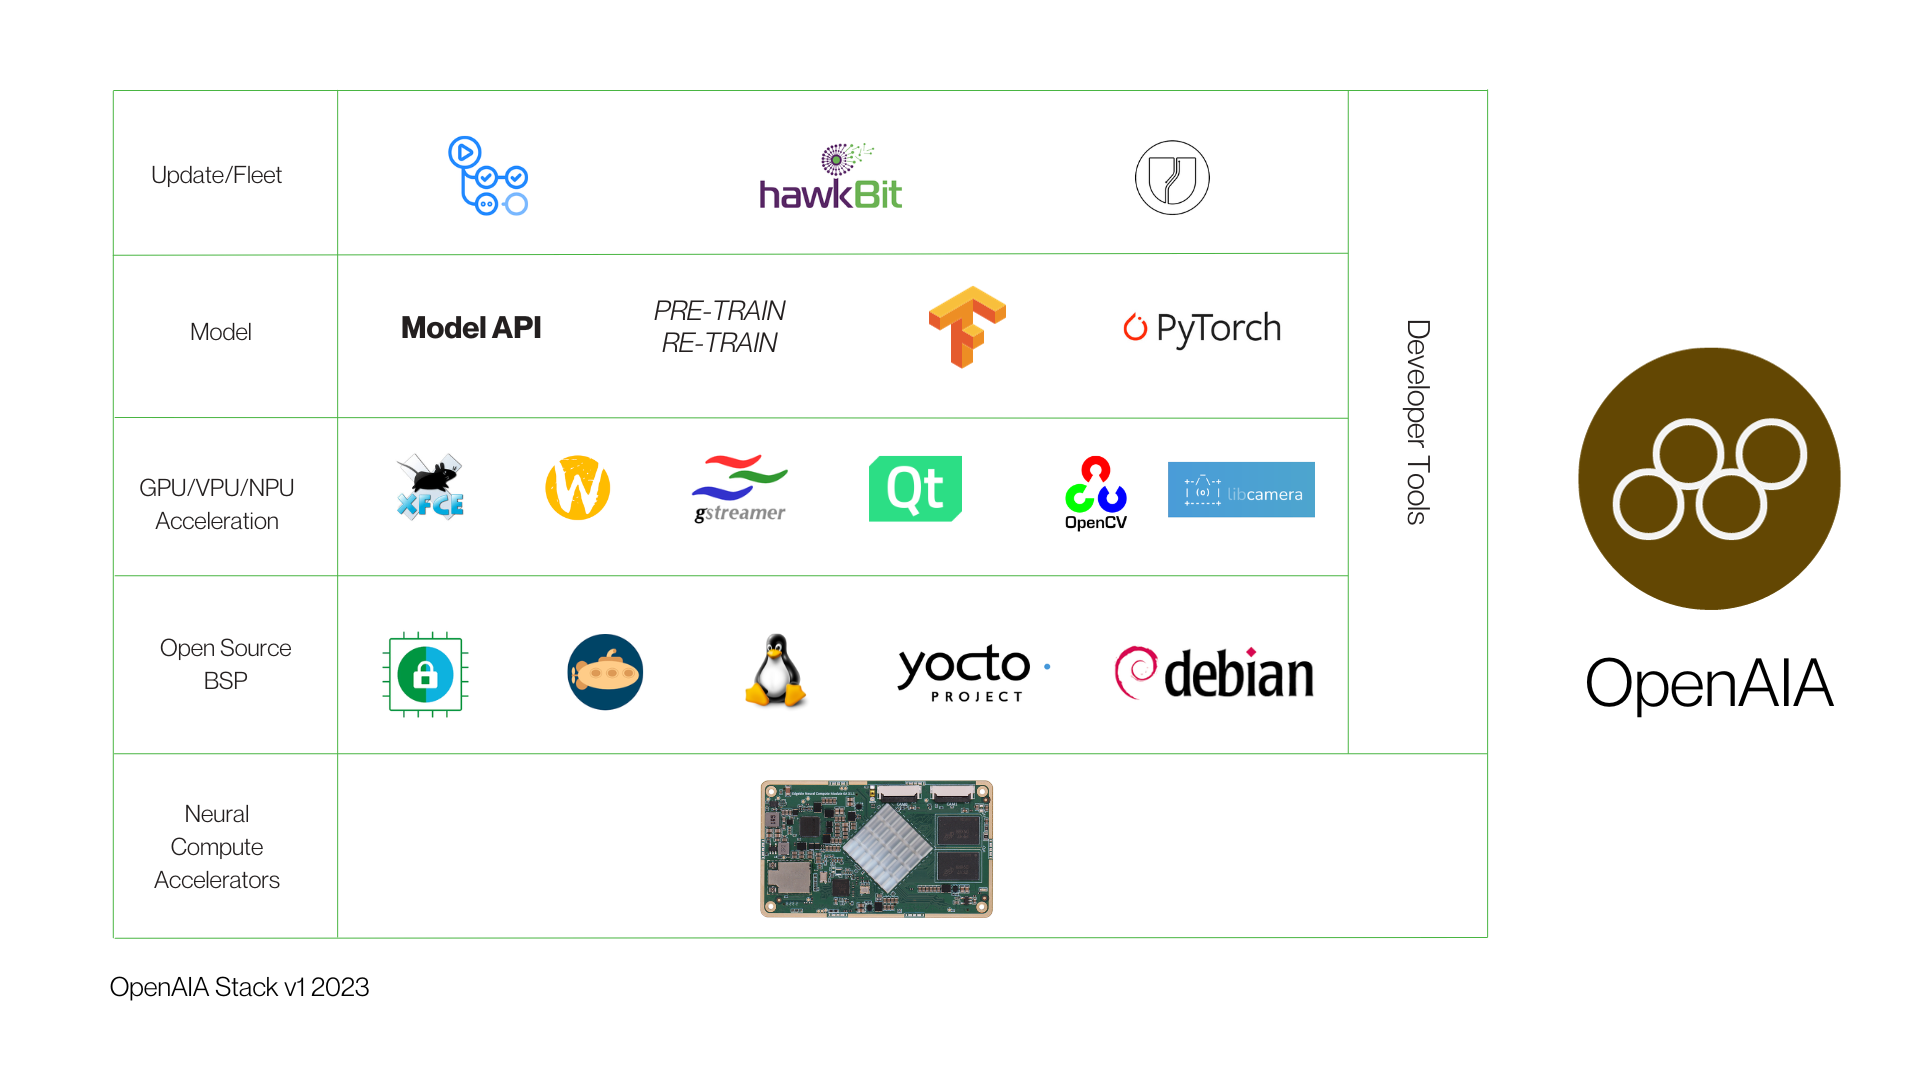 Update/Fleet
hawkBit
Model
Model API
PRE-TRAIN
RE-TRAIN
PyTorch
GPU/VPU/NPU
Acceleration
XFCE
W
gstreamer
Qt
OpenCV
libcamera
Open Source
BSP
yocto
PROJECT
debian
Neural
Compute
Accelerators
Developer Tools
OpenAIA
OpenAIA Stack v1 2023